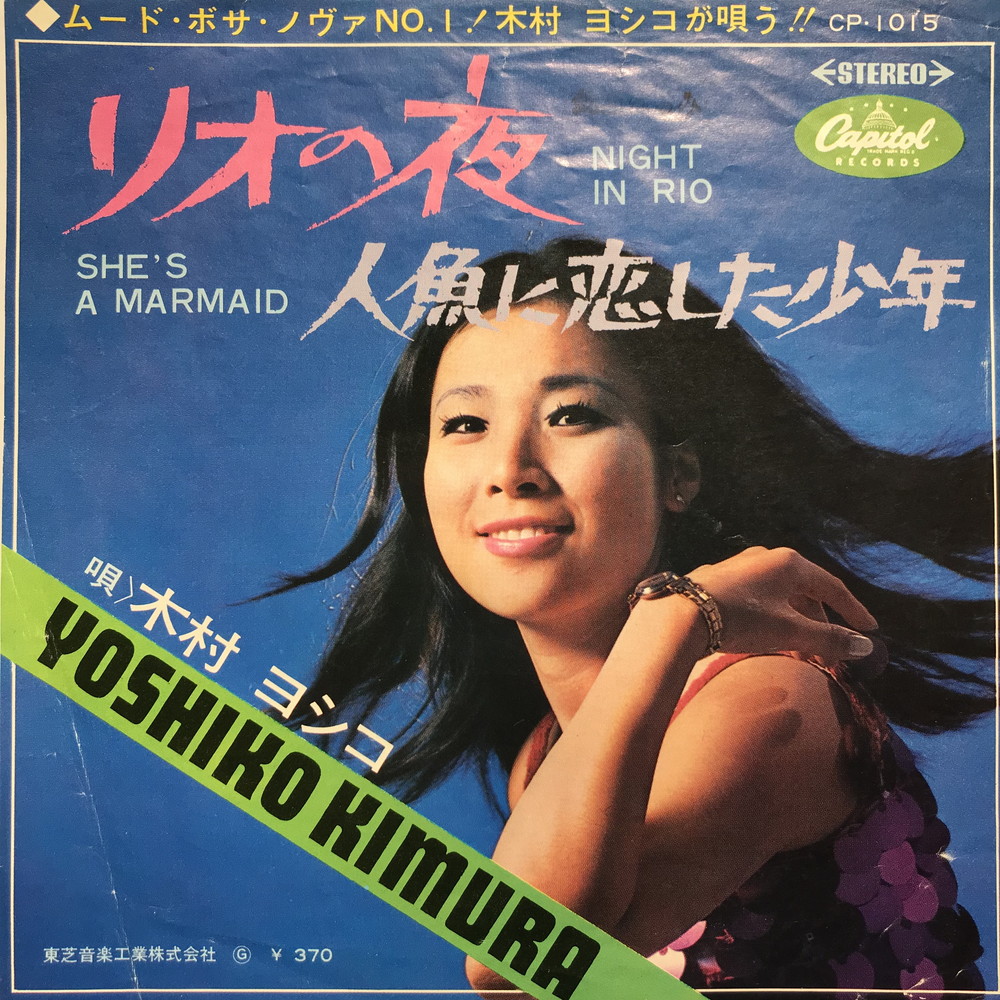 ◆ムード・ボサ・ノヴァNO.1!木村 ヨシコが唄う!! CP・1015
STEREO
Capitol
RECORDS
リオの夜
NIGHT
IN RIO
SHE'S
A MARMAID
人魚に恋した少年
唄〉木村 ヨシコ
YOSHIKO KIMURA
東芝音楽工業株式会社 Ⓖ ¥ 370